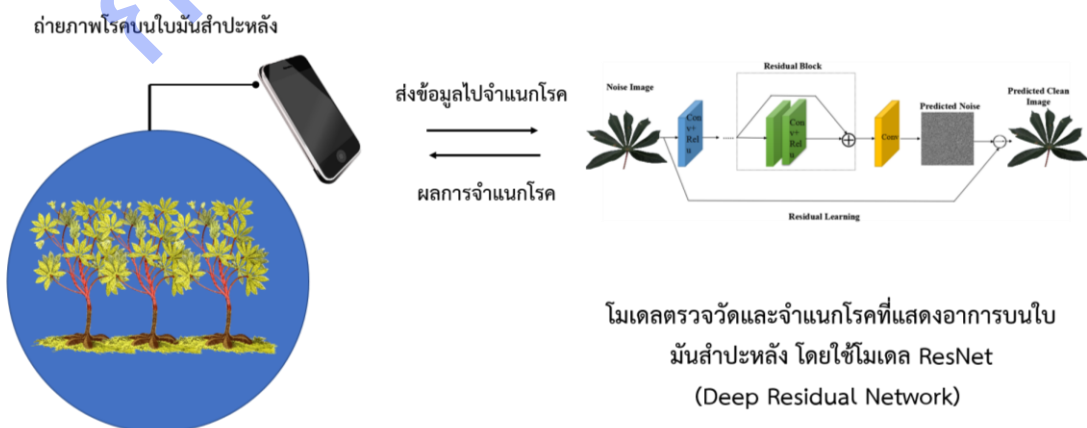 ถ่ายภาพโรคบนใบมันสำปะหลัง
ส่งข้อมูลไปจำแนกโรค
ผลการจำแนกโรค
Residual Block
Noise Image
Predicted Noise
Predicted Clean
Image
Con
v+
Rel
u
....
Con
v+
Rel
u
Conv
Residual Learning
โมเดลตรวจวัดและจำแนกโรคที่แสดงอาการบนใบ
มันสำปะหลัง โดยใช้โมเดล ResNet
(Deep Residual Network)